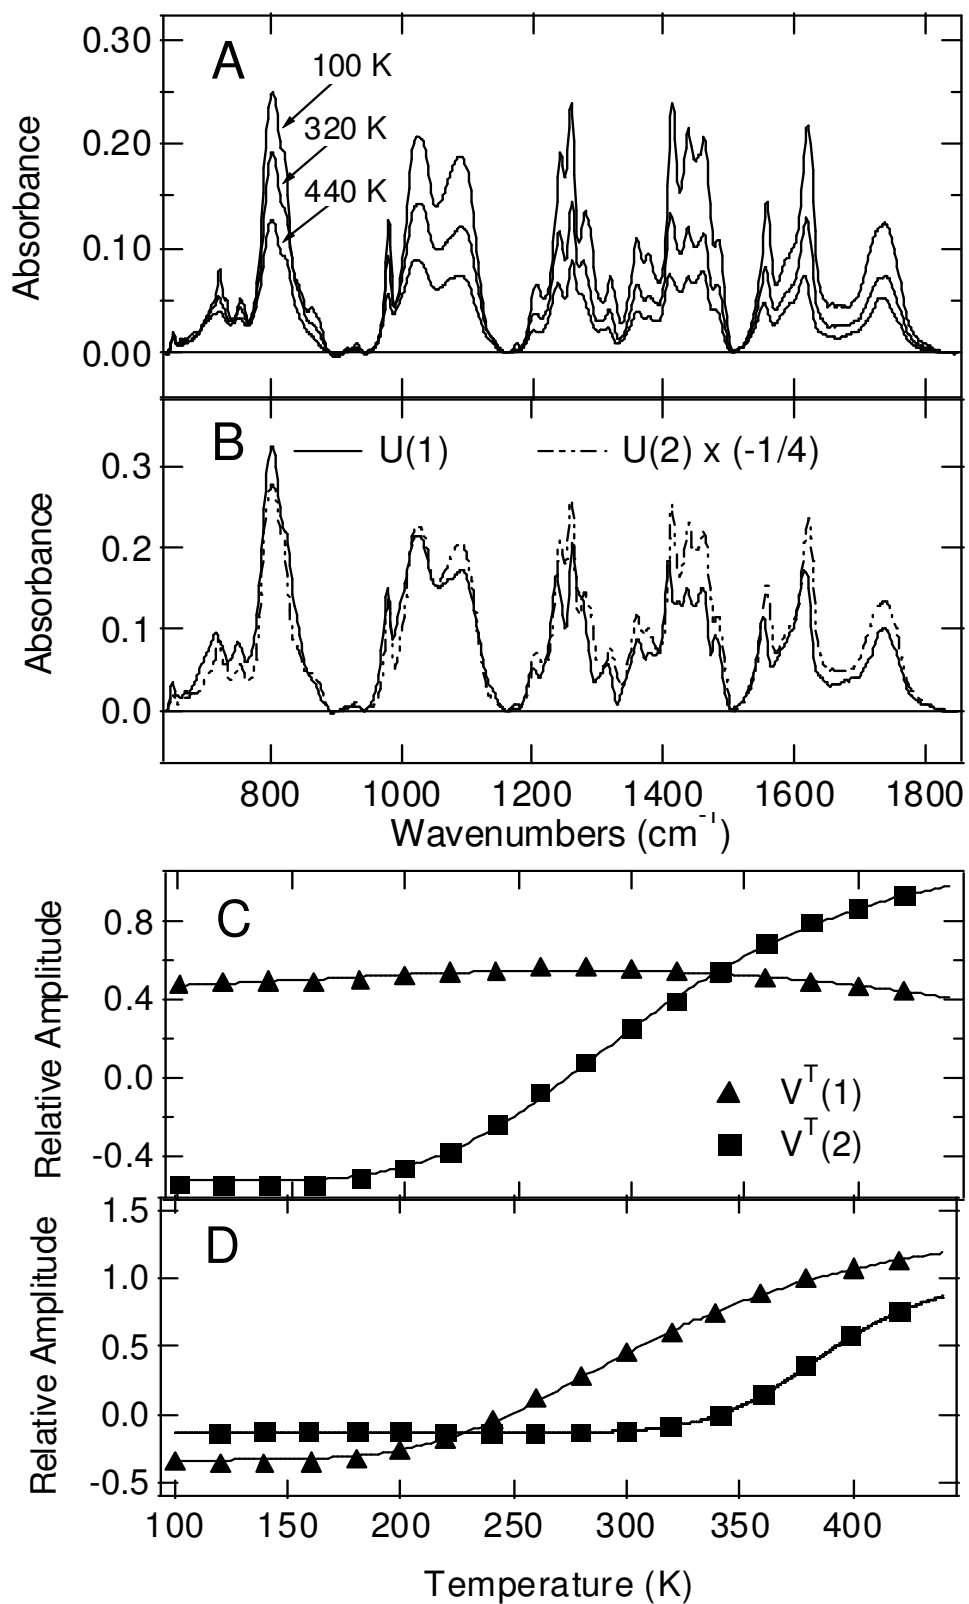 A
100 K
320 K
440 K
0.30
0.20
0.10
0.00
Absorbance
B
U(1)
U(2) x (-1/4)
0.3
0.2
0.1
0.0
Absorbance
800 1000 1200 1400 1600 1800
Wavenumbers (cm⁻¹)
C
0.8
0.4
0.0
-0.4
Relative Amplitude
Vᵀ(1)
Vᵀ(2)
D
1.5
1.0
0.5
0.0
-0.5
Relative Amplitude
100 150 200 250 300 350 400
Temperature (K)